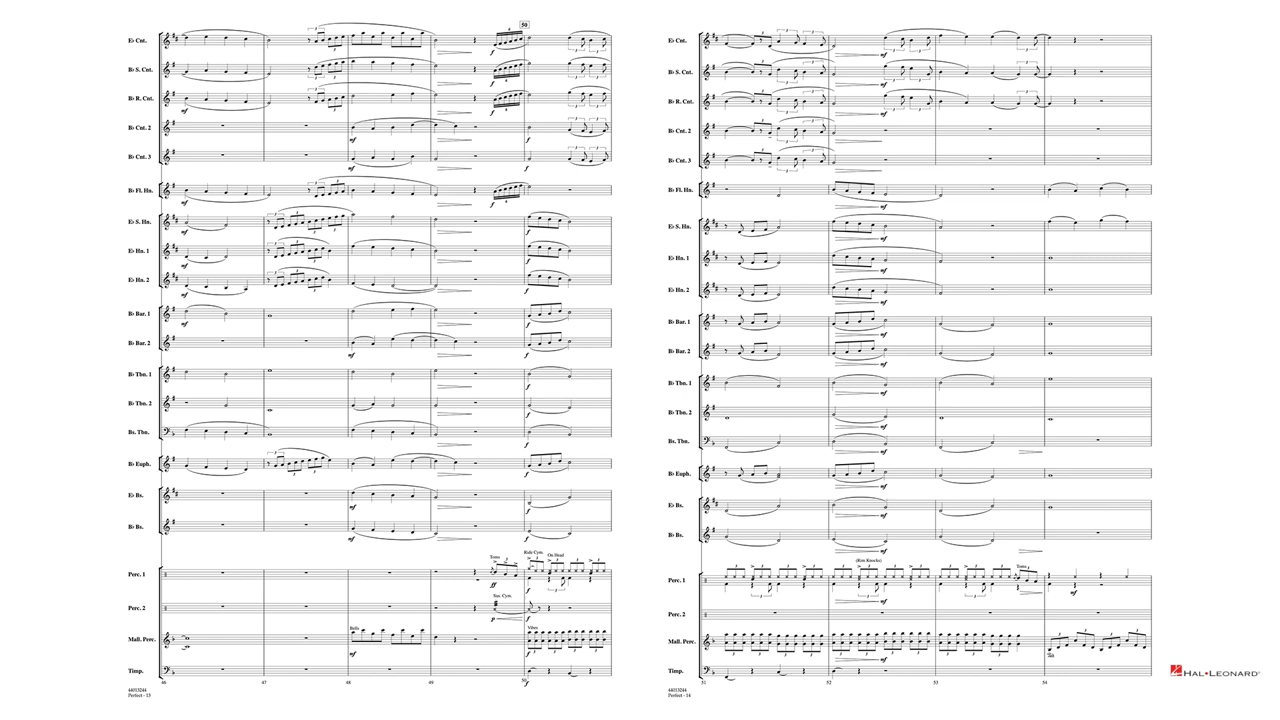 50
E♭ Cnt.
B♭ S. Cnt.
B♭ R. Cnt.
B♭ Cnt. 2
B♭ Cnt. 3
B♭ Fl. Hn.
E♭ S. Hn.
E♭ Hn. 1
E♭ Hn. 2
B♭ Bar. 1
B♭ Bar. 2
B♭ Tbn. 1
B♭ Tbn. 2
Bs. Tbn.
B♭ Euph.
E♭ Bs.
B♭ Bs.
Ride Cym.
Toms
On Head
Perc. 1
ff
Sus. Cym.
Perc. 2
p
f
Bells
Vibes
Mall. Perc.
mf
f
Timp.
f
46 47 48 49 50
44013244
Perfect - 13
E♭ Cnt.
B♭ S. Cnt.
B♭ R. Cnt.
B♭ Cnt. 2
B♭ Cnt. 3
B♭ Fl. Hn.
E♭ S. Hn.
E♭ Hn. 1
E♭ Hn. 2
B♭ Bar. 1
B♭ Bar. 2
B♭ Tbn. 1
B♭ Tbn. 2
Bs. Tbn.
B♭ Euph.
E♭ Bs.
B♭ Bs.
(Rim Knocks)
Toms
Perc. 1
mf
mf
Perc. 2
Mall. Perc.
mf
Timp.
51 52 53 54
44013244
Perfect - 14
HAL•LEONARD®